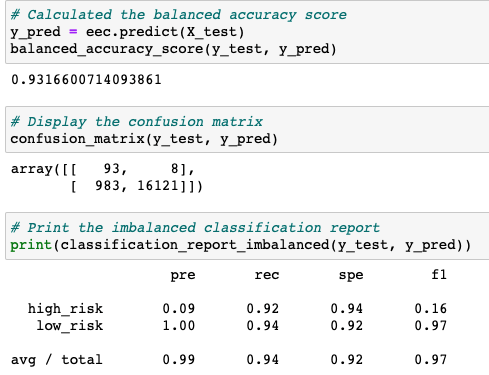 # Calculated the balanced accuracy score
y_pred = eec.predict(X_test)
balanced_accuracy_score(y_test, y_pred)
0.9316600714093861
# Display the confusion matrix
confusion_matrix(y_test, y_pred)
array([[   93,     8],
       [  983, 16121]])
# Print the imbalanced classification report
print(classification_report_imbalanced(y_test, y_pred))
pre rec spe f1
high_risk 0.09 0.92 0.94 0.16
low_risk 1.00 0.94 0.92 0.97
avg / total 0.99 0.94 0.92 0.97